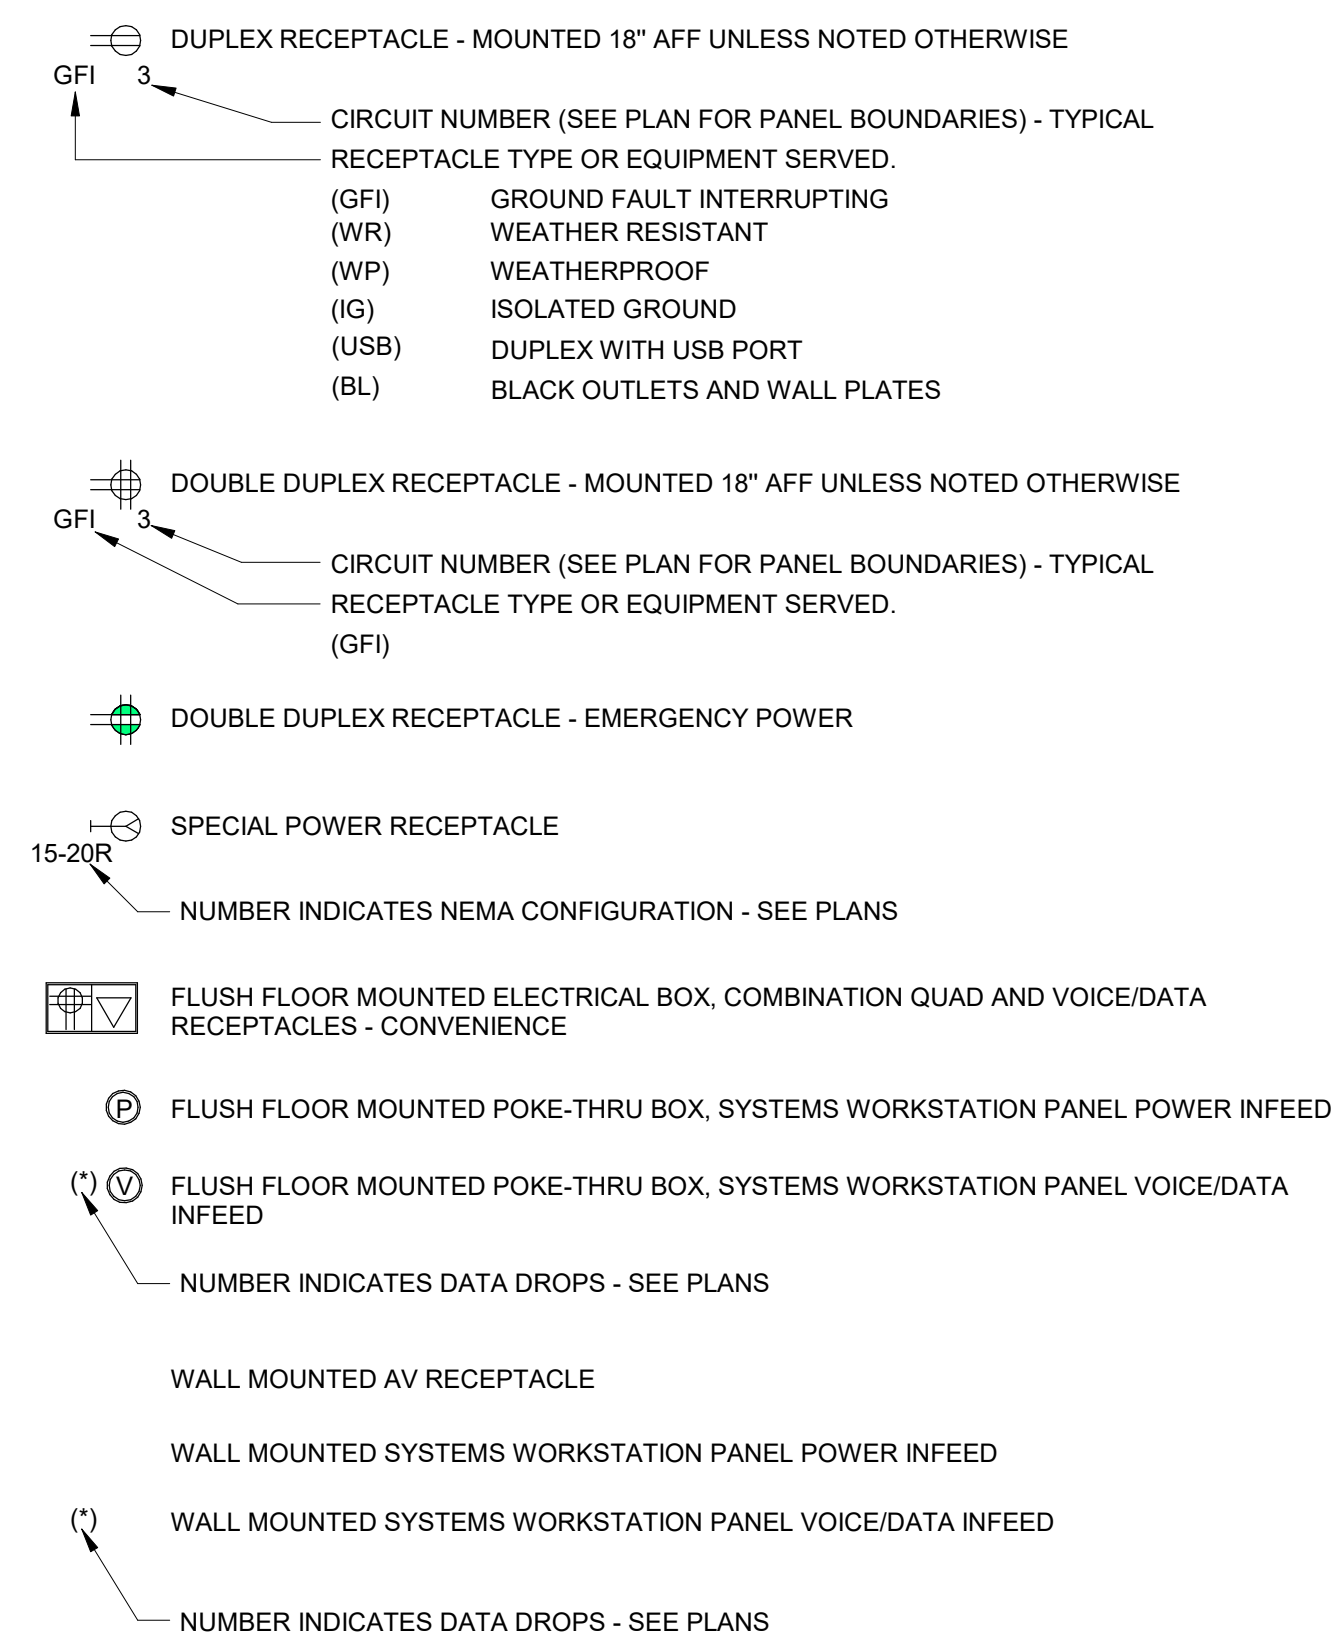 DUPLEX RECEPTACLE - MOUNTED 18" AFF UNLESS NOTED OTHERWISE
GFI 3
CIRCUIT NUMBER (SEE PLAN FOR PANEL BOUNDARIES) - TYPICAL
RECEPTACLE TYPE OR EQUIPMENT SERVED.
(GFI) GROUND FAULT INTERRUPTING
(WR) WEATHER RESISTANT
(WP) WEATHERPROOF
(IG) ISOLATED GROUND
(USB) DUPLEX WITH USB PORT
(BL) BLACK OUTLETS AND WALL PLATES
DOUBLE DUPLEX RECEPTACLE - MOUNTED 18" AFF UNLESS NOTED OTHERWISE
GFI 3
CIRCUIT NUMBER (SEE PLAN FOR PANEL BOUNDARIES) - TYPICAL
RECEPTACLE TYPE OR EQUIPMENT SERVED.
(GFI)
DOUBLE DUPLEX RECEPTACLE - EMERGENCY POWER
SPECIAL POWER RECEPTACLE
15-20R
NUMBER INDICATES NEMA CONFIGURATION - SEE PLANS
FLUSH FLOOR MOUNTED ELECTRICAL BOX, COMBINATION QUAD AND VOICE/DATA
RECEPTACLES - CONVENIENCE
P FLUSH FLOOR MOUNTED POKE-THRU BOX, SYSTEMS WORKSTATION PANEL POWER INFEED
(*) V FLUSH FLOOR MOUNTED POKE-THRU BOX, SYSTEMS WORKSTATION PANEL VOICE/DATA
INFEED
NUMBER INDICATES DATA DROPS - SEE PLANS
WALL MOUNTED AV RECEPTACLE
WALL MOUNTED SYSTEMS WORKSTATION PANEL POWER INFEED
(*) WALL MOUNTED SYSTEMS WORKSTATION PANEL VOICE/DATA INFEED
NUMBER INDICATES DATA DROPS - SEE PLANS